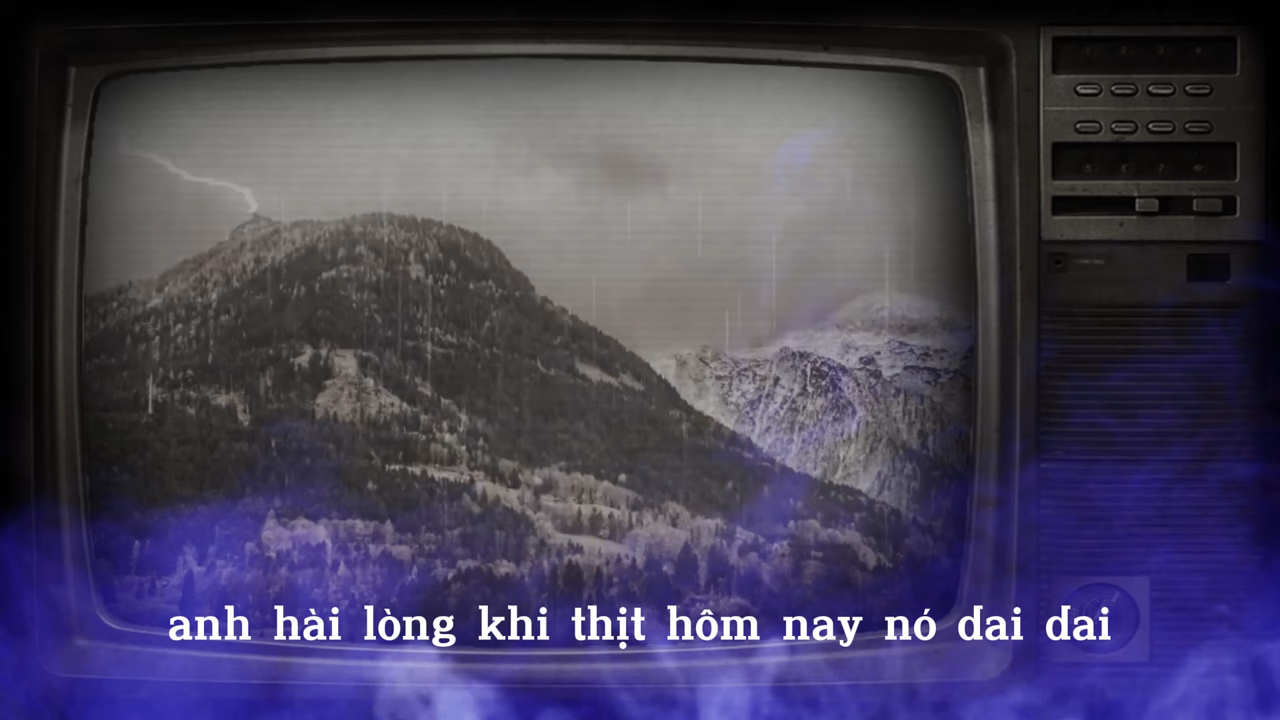 anh hài lòng khi thịt hôm nay nó dai dai